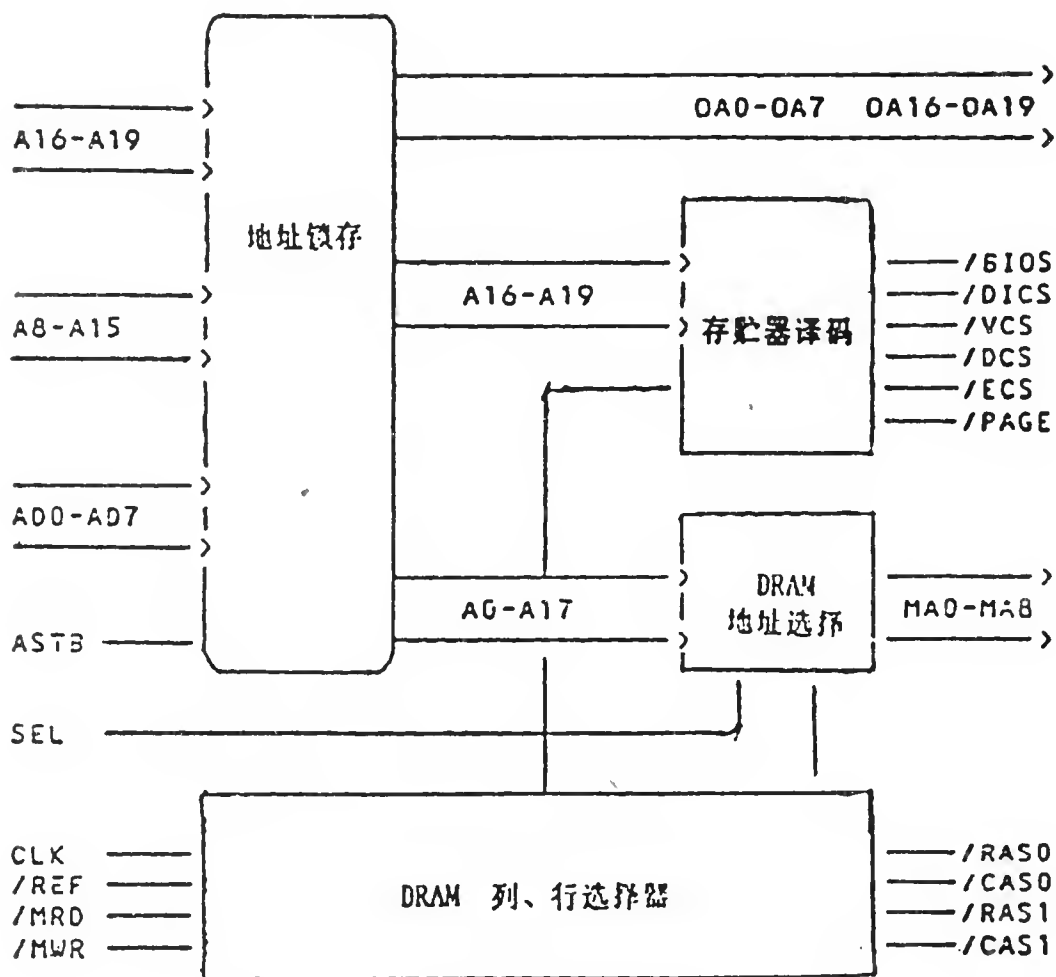 OA0-OA7 OA16-OA19
A16-A19
地址锁存
/BIOS
A16-A19
/DICS
A8-A15
/VCS
存贮器译码
/DCS
/ECS
/PAGE
AD0-AD7
DRAM
地址选择
A0-A17
MA0-MA8
ASTB
SEL
CLK
/RAS0
/REF
/CAS0
DRAM 列、行选择器
/MRD
/RAS1
/MWR
/CAS1